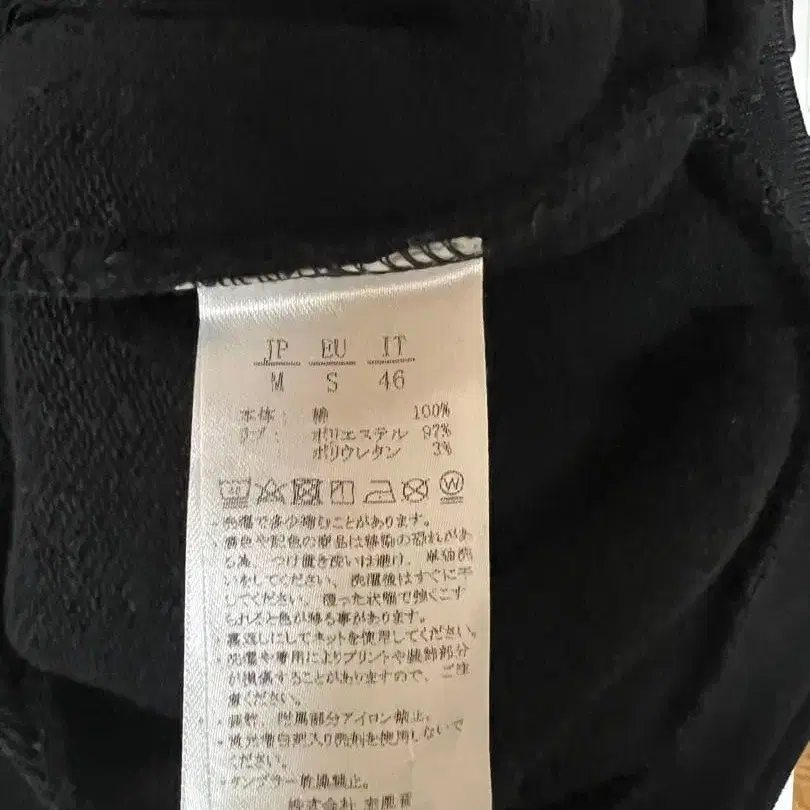 JP EU IT
M S 46
本体： 綿 100%
リブ： ポリエステル 97%
ポリウレタン 3%
40 W
・洗濯で多少縮むことがあります。
・濃色や配色の商品は移染の恐れがあ
る為、つけ置き洗いは避け、単独洗
いをしてください。洗濯後はすぐに干
してください。湿った状態で強くこす
られると色が移る事があります。
・裏返しにしてネットを使用してください。
・洗濯や着用によりプリントや装飾部分
が損傷することがありますので、ご注
意ください。
・ 附属部分アイロン禁止。
・蛍光増白剤入り洗剤を使用しないで
ください。
・タンブラー乾燥禁止。
株式会社